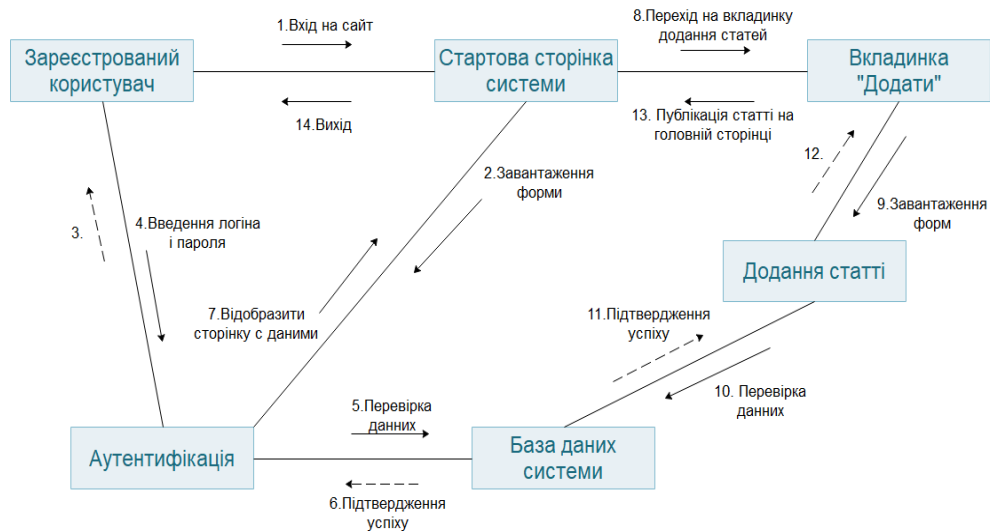 1.Вхід на сайт
8.Перехід на вкладинку
додання статей
Зареєстрований
користувач
Стартова сторінка
системи
Вкладинка
"Додати"
14.Вихід
13. Публікація статті на
головній сторінці
12.
2.Завантаження
форми
9.Завантаження
форм
3.
4.Введення логіна
і пароля
Додання статті
7.Відобразити
сторінку с даними
11.Підтвердження
успіху
10. Перевірка
данних
5.Перевірка
данних
Аутентифікація
База даних
системи
6.Підтвердження
успіху